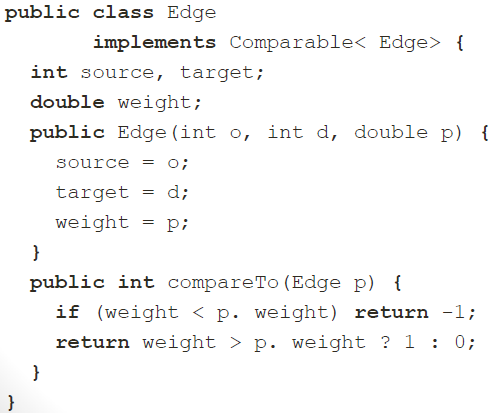 public class Edge
implements Comparable< Edge> {
int source, target;
double weight;
public Edge(int o, int d, double p) {
source = o;
target = d;
weight = p;
}
public int compareTo(Edge p) {
if (weight < p. weight) return -1;
return weight > p. weight ? 1 : 0;
}
}